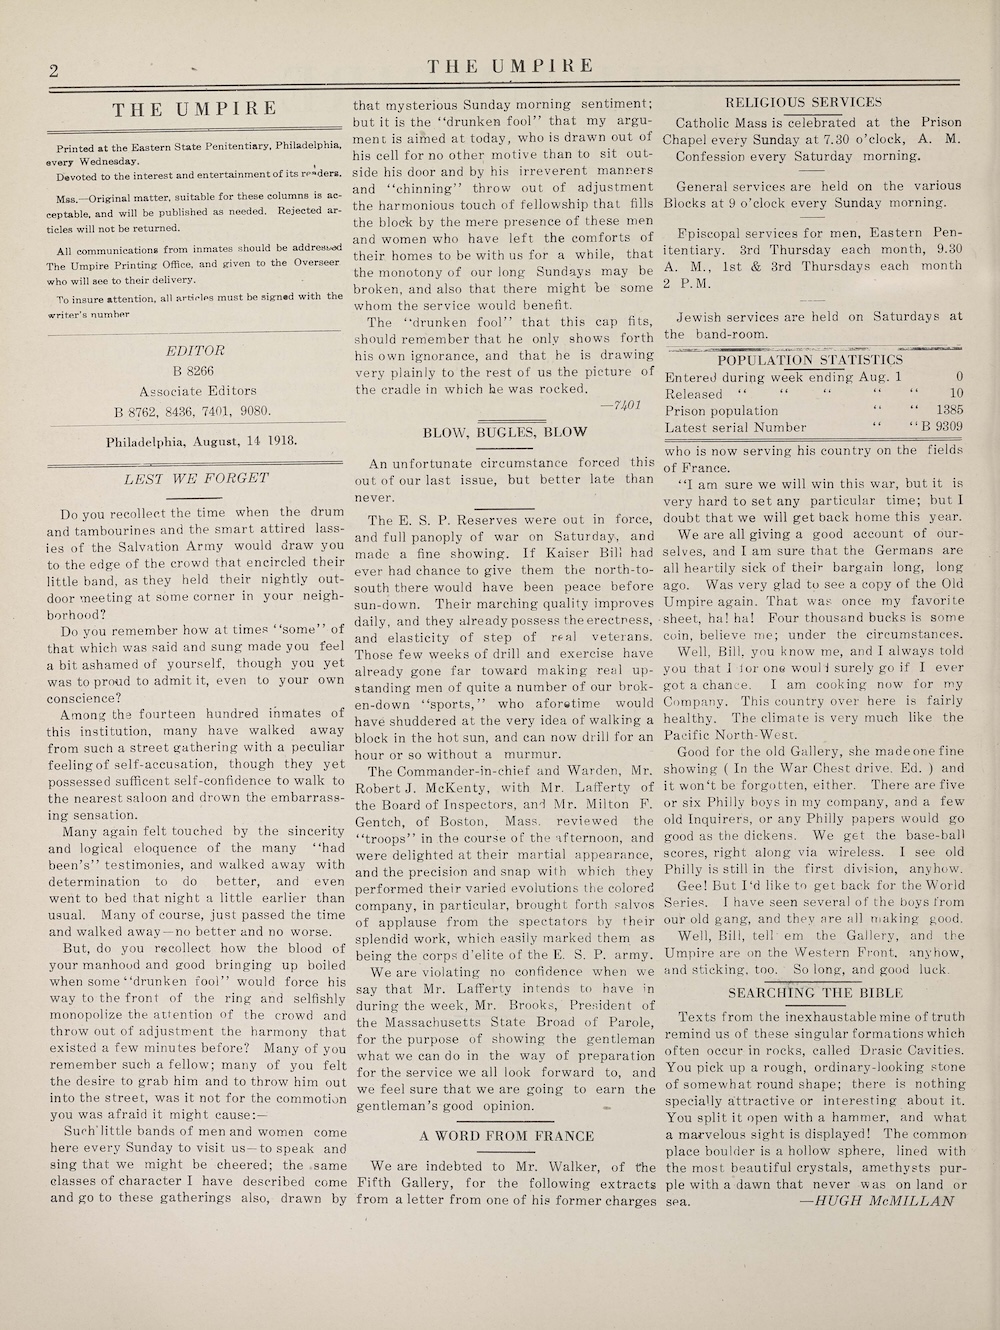 2
THE UMPIRE
THE UMPIRE
Printed at the Eastern State Penitentiary, Philadelphia,
every Wednesday.
Devoted to the interest and entertainment of its readers.
Mss.—Original matter, suitable for these columns is ac-
ceptable, and will be published as needed. Rejected ar-
ticles will not be returned.
All communications from inmates should be addressed
The Umpire Printing Office, and given to the Overseer
who will see to their delivery.
To insure attention, all articles must be signed with the
writer's number
EDITOR
B 8266
Associate Editors
B 8762, 8436, 7401, 9080.
Philadelphia, August, 14 1918.
LEST WE FORGET
Do you recollect the time when the drum
and tambourines and the smart attired lass-
ies of the Salvation Army would draw you
to the edge of the crowd that encircled their
little band, as they held their nightly out-
door meeting at some corner in your neigh-
borhood?
Do you remember how at times "some" of
that which was said and sung made you feel
a bit ashamed of yourself, though you yet
was to proud to admit it, even to your own
conscience?
Among the fourteen hundred inmates of
this institution, many have walked away
from such a street gathering with a peculiar
feeling of self-accusation, though they yet
possessed sufficent self-confidence to walk to
the nearest saloon and drown the embarrass-
ing sensation.
Many again felt touched by the sincerity
and logical eloquence of the many "had
been's" testimonies, and walked away with
determination to do better, and even
went to bed that night a little earlier than
usual. Many of course, just passed the time
and walked away—no better and no worse.
But, do you recollect how the blood of
your manhood and good bringing up boiled
when some "drunken fool" would force his
way to the front of the ring and selfishly
monopolize the attention of the crowd and
throw out of adjustment the harmony that
existed a few minutes before? Many of you
remember such a fellow; many of you felt
the desire to grab him and to throw him out
into the street, was it not for the commotion
you was afraid it might cause:—
Such little bands of men and women come
here every Sunday to visit us—to speak and
sing that we might be cheered; the same
classes of character I have described come
and go to these gatherings also, drawn by
that mysterious Sunday morning sentiment;
but it is the "drunken fool" that my argu-
ment is aimed at today, who is drawn out of
his cell for no other motive than to sit out-
side his door and by his irreverent manners
and "chinning" throw out of adjustment
the harmonious touch of fellowship that fills
the block by the mere presence of these men
and women who have left the comforts of
their homes to be with us for a while, that
the monotony of our long Sundays may be
broken, and also that there might be some
whom the service would benefit.
The "drunken fool" that this cap fits,
should remember that he only shows forth
his own ignorance, and that he is drawing
very plainly to the rest of us the picture of
the cradle in which he was rocked.
—7401
BLOW, BUGLES, BLOW
An unfortunate circumstance forced this
out of our last issue, but better late than
never.
The E. S. P. Reserves were out in force,
and full panoply of war on Saturday, and
made a fine showing. If Kaiser Bill had
ever had chance to give them the north-to-
south there would have been peace before
sun-down. Their marching quality improves
daily, and they already possess the erectness,
and elasticity of step of real veterans.
Those few weeks of drill and exercise have
already gone far toward making real up-
standing men of quite a number of our brok-
en-down "sports," who aforetime would
have shuddered at the very idea of walking a
block in the hot sun, and can now drill for an
hour or so without a murmur.
The Commander-in-chief and Warden, Mr.
Robert J. McKenty, with Mr. Lafferty of
the Board of Inspectors, and Mr. Milton F.
Gentch, of Boston, Mass. reviewed the
"troops" in the course of the afternoon, and
were delighted at their martial appearance,
and the precision and snap with which they
performed their varied evolutions the colored
company, in particular, brought forth salvos
of applause from the spectators by their
splendid work, which easily marked them as
being the corps d'elite of the E. S. P. army.
We are violating no confidence when we
say that Mr. Lafferty intends to have in
during the week, Mr. Brooks, President of
the Massachusetts State Broad of Parole,
for the purpose of showing the gentleman
what we can do in the way of preparation
for the service we all look forward to, and
we feel sure that we are going to earn the
gentleman's good opinion.
A WORD FROM FRANCE
We are indebted to Mr. Walker, of the
Fifth Gallery, for the following extracts
from a letter from one of his former charges
RELIGIOUS SERVICES
Catholic Mass is celebrated at the Prison
Chapel every Sunday at 7.30 o'clock, A. M.
Confession every Saturday morning.
General services are held on the various
Blocks at 9 o'clock every Sunday morning.
Episcopal services for men, Eastern Pen-
itentiary. 3rd Thursday each month, 9.30
A. M., 1st & 3rd Thursdays each month
2 P.M.
Jewish services are held on Saturdays at
the band-room.
POPULATION STATISTICS
Entered during week ending Aug. 1 0
Released " " " " " 10
Prison population " " 1385
Latest serial Number " " B 9309
who is now serving his country on the fields
of France.
"I am sure we will win this war, but it is
very hard to set any particular time; but I
doubt that we will get back home this year.
We are all giving a good account of our-
selves, and I am sure that the Germans are
all heartily sick of their bargain long, long
ago. Was very glad to see a copy of the Old
Umpire again. That was once my favorite
sheet, ha! ha! Four thousand bucks is some
coin, believe me; under the circumstances.
Well, Bill, you know me, and I always told
you that I for one would surely go if I ever
got a chance. I am cooking now for my
Company. This country over here is fairly
healthy. The climate is very much like the
Pacific North-West.
Good for the old Gallery, she made one fine
showing ( In the War Chest drive. Ed. ) and
it won't be forgotten, either. There are five
or six Philly boys in my company, and a few
old Inquirers, or any Philly papers would go
good as the dickens. We get the base-ball
scores, right along via wireless. I see old
Philly is still in the first division, anyhow.
Gee! But I'd like to get back for the World
Series. I have seen several of the boys from
our old gang, and they are all making good.
Well, Bill, tell em the Gallery, and the
Umpire are on the Western Front, anyhow,
and sticking, too. So long, and good luck.
SEARCHING THE BIBLE
Texts from the inexhaustable mine of truth
remind us of these singular formations which
often occur in rocks, called Drasic Cavities.
You pick up a rough, ordinary-looking stone
of somewhat round shape; there is nothing
specially attractive or interesting about it.
You split it open with a hammer, and what
a marvelous sight is displayed! The common
place boulder is a hollow sphere, lined with
the most beautiful crystals, amethysts pur-
ple with a dawn that never was on land or
sea. —HUGH McMILLAN